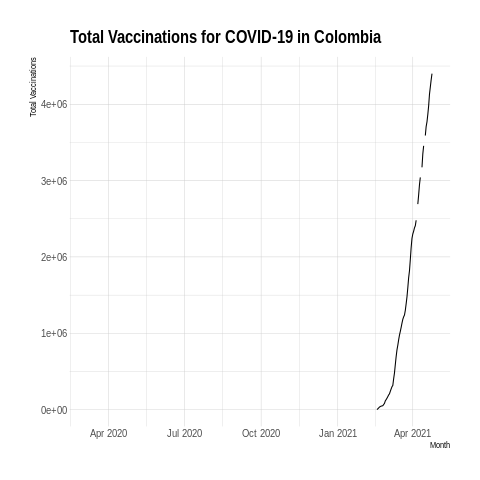 Total Vaccinations for COVID-19 in Colombia
Total Vaccinations
4e+06
3e+06
2e+06
1e+06
0e+00
Apr 2020 Jul 2020 Oct 2020 Jan 2021 Apr 2021
Month